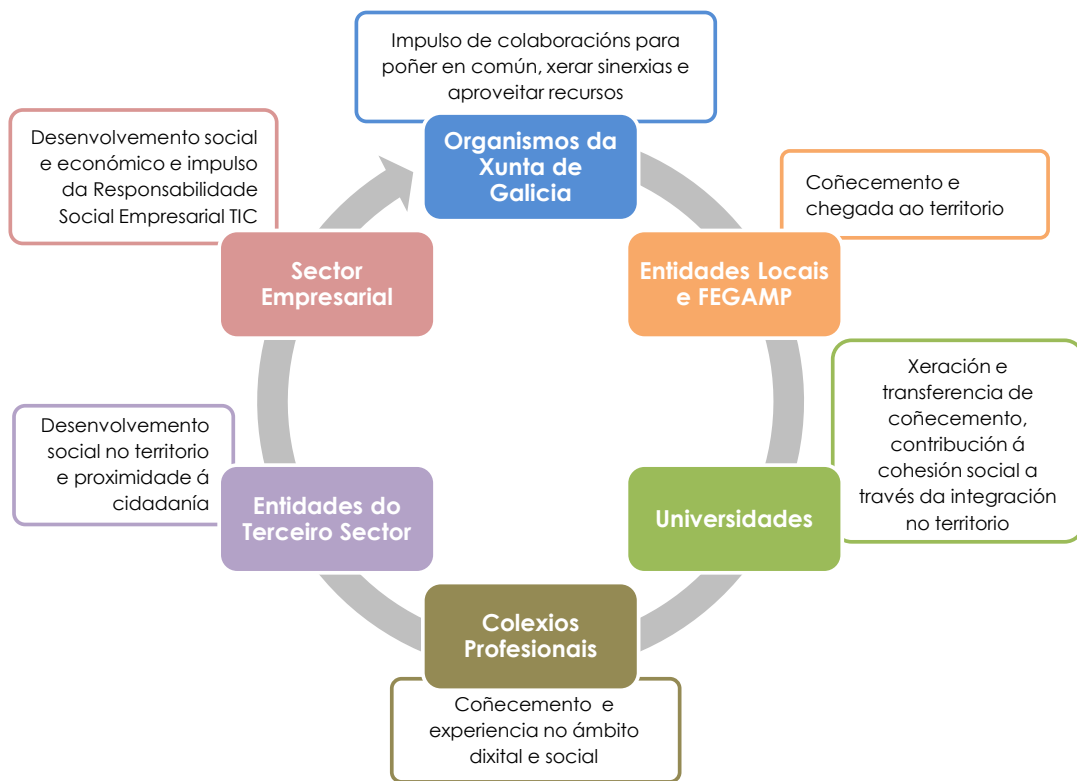 Impulso de colaboracións para
poñer en común, xerar sinerxias e
aproveitar recursos
Organismos da
Xunta de
Galicia
Coñecemento e
chegada ao territorio
Entidades Locais
e FEGAMP
Xeración e
transferencia de
coñecemento,
contribución á
cohesión social a
través da integración
no territorio
Universidades
Colexios
Profesionais
Coñecemento e
experiencia no ámbito
dixital e social
Desenvolvemento
social no territorio
e proximidade á
cidadanía
Entidades do
Terceiro Sector
Desenvolvemento social
e económico e impulso
da Responsabilidade
Social Empresarial TIC
Sector
Empresarial